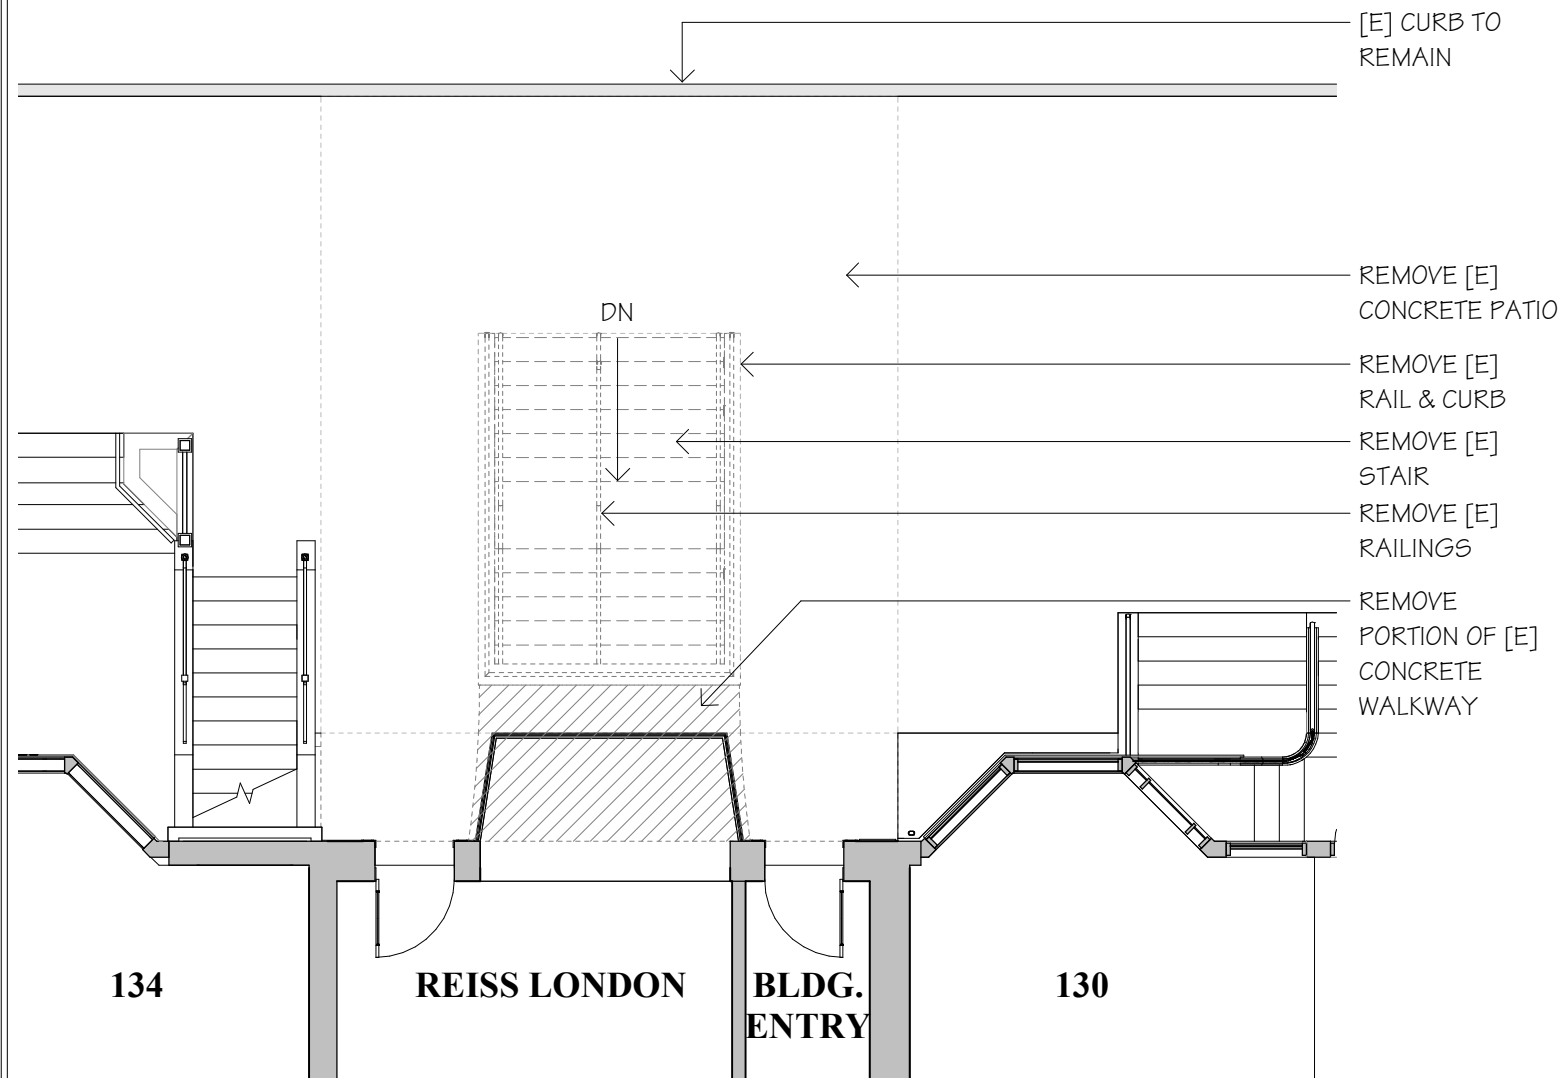 [E] CURB TO
REMAIN
REMOVE [E]
CONCRETE PATIO
DN
REMOVE [E]
RAIL & CURB
REMOVE [E]
STAIR
REMOVE [E]
RAILINGS
REMOVE
PORTION OF [E]
CONCRETE
WALKWAY
134
REISS LONDON
BLDG.
ENTRY
130